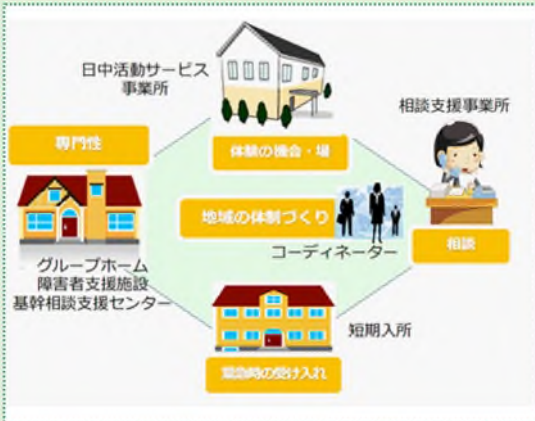 日中活動サービス
事業所
相談支援事業所
専門性
体験の機会・場
地域の体制づくり
コーディネーター
相談
グループホーム
障害者支援施設
基幹相談支援センター
短期入所
緊急時の受け入れ